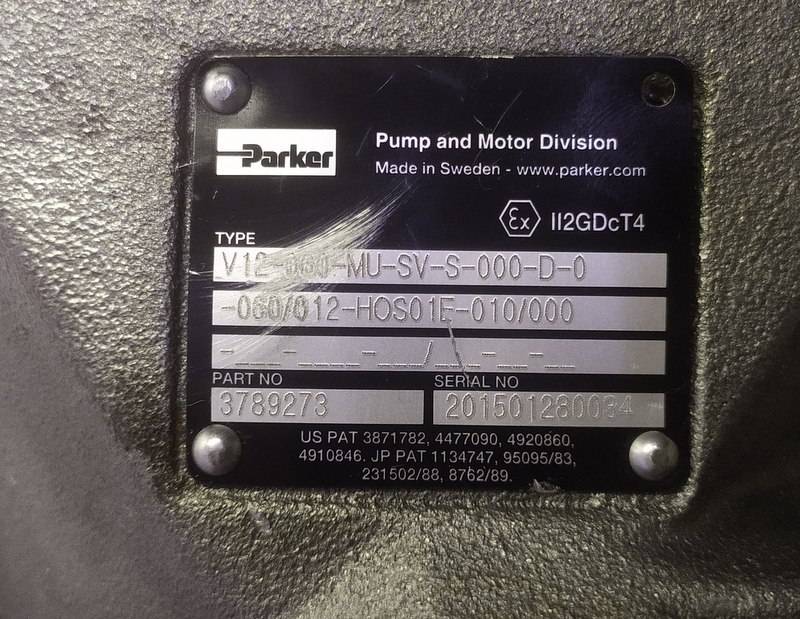 Parker
Pump and Motor Division
Made in Sweden - www.parker.com
Ex II2GDcT4
TYPE
V12-060-MU-SV-S-000-D-0
-060/012-HOS01E-010/000
PART NO
SERIAL NO
3789273
201501280034
US PAT 3871782, 4477090, 4920860,
4910846. JP PAT 1134747, 95095/83,
231502/88, 8762/89.